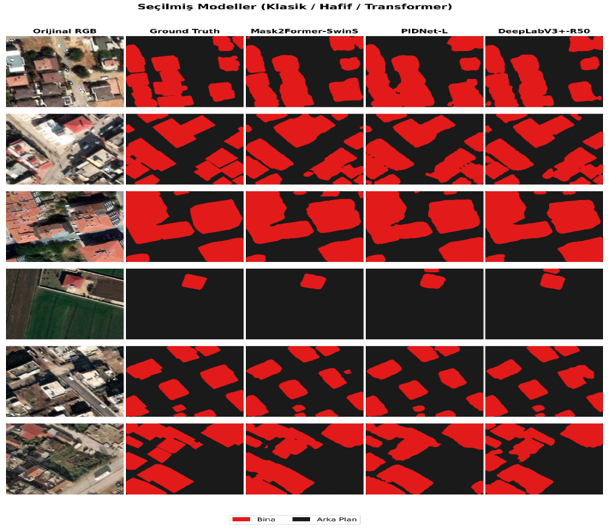 Seçilmiş Modeller (Klasik / Hafif / Transformer)
Orijinal RGB Ground Truth Mask2Former-SwinS PIDNet-L DeepLabV3+-R50
Bina Arka Plan